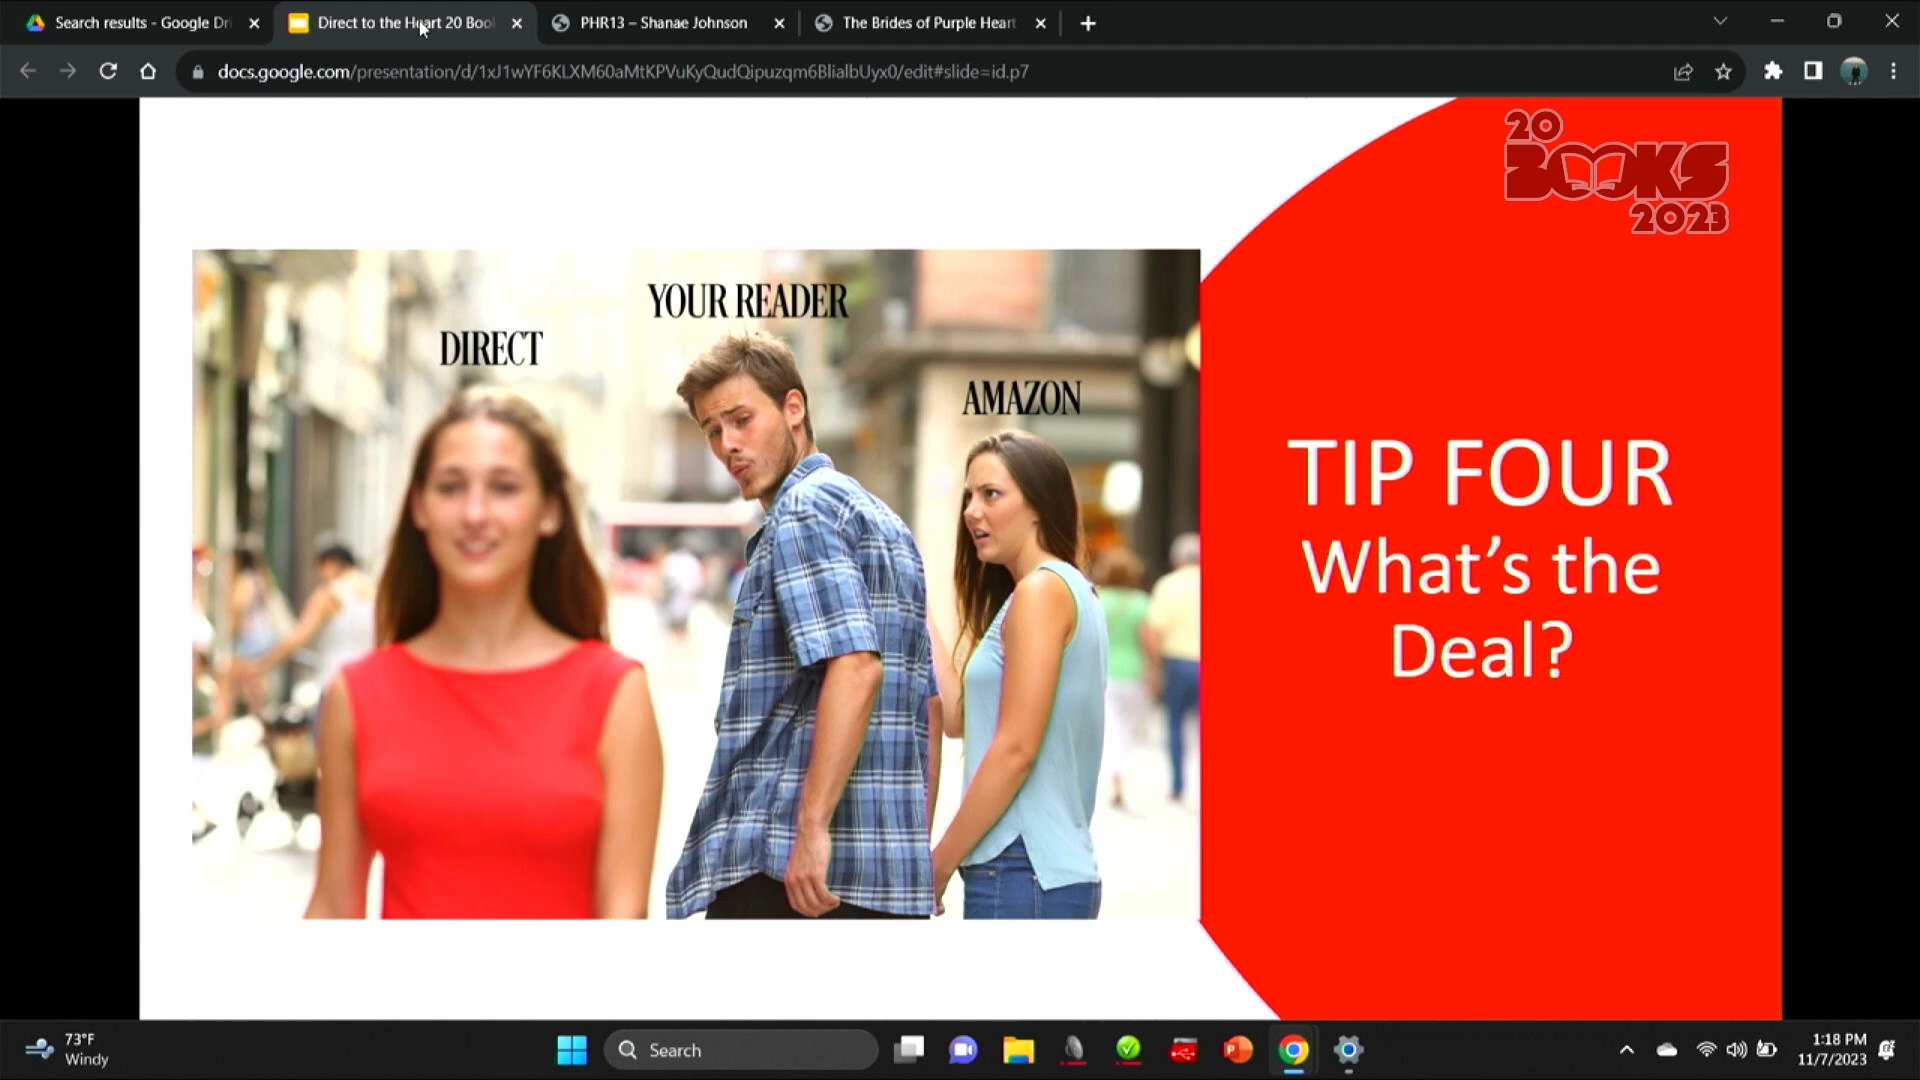 Search results - Google Dri
Direct to the Heart 20 Bool
PHR13 – Shanae Johnson
The Brides of Purple Heart
docs.google.com/presentation/d/1xJ1wYF6KLXM60aMtKPVuKyQudQipuzqm6BlialbUyx0/edit#slide=id.p7
20
BOOKS
2023
YOUR READER
DIRECT
AMAZON
TIP FOUR
What’s the
Deal?
73°F
Windy
Search
1:18 PM
11/7/2023